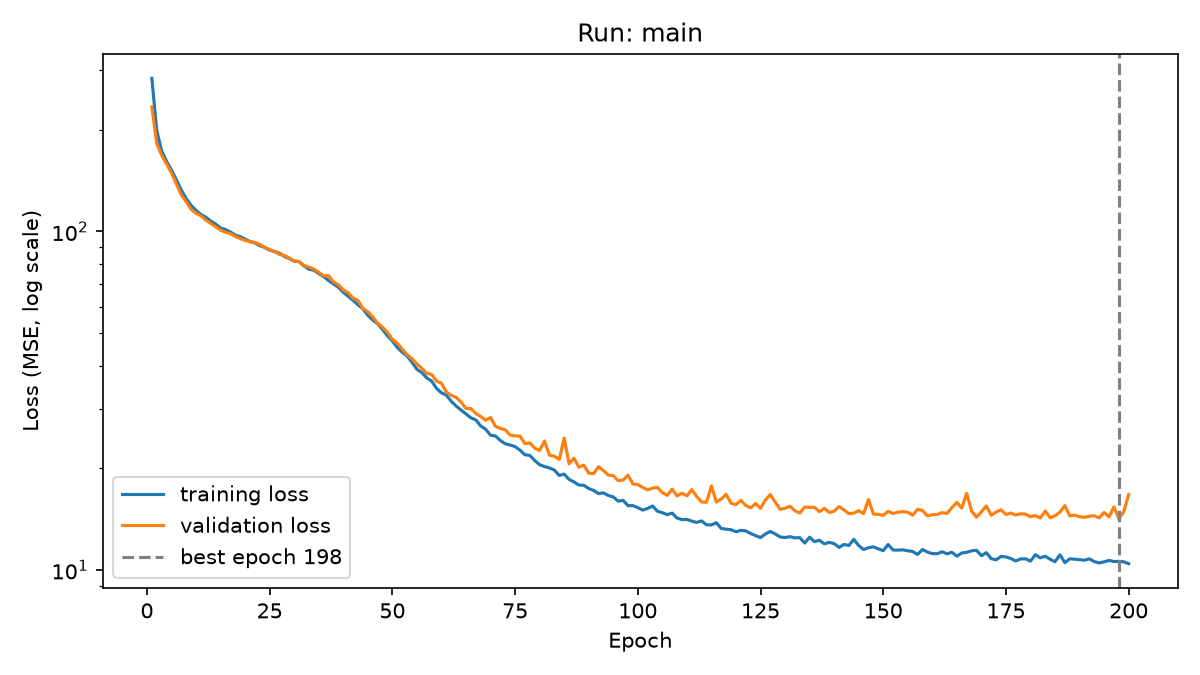 Run: main
Loss (MSE, log scale)
10²
10¹
training loss
validation loss
best epoch 198
0 25 50 75 100 125 150 175 200
Epoch